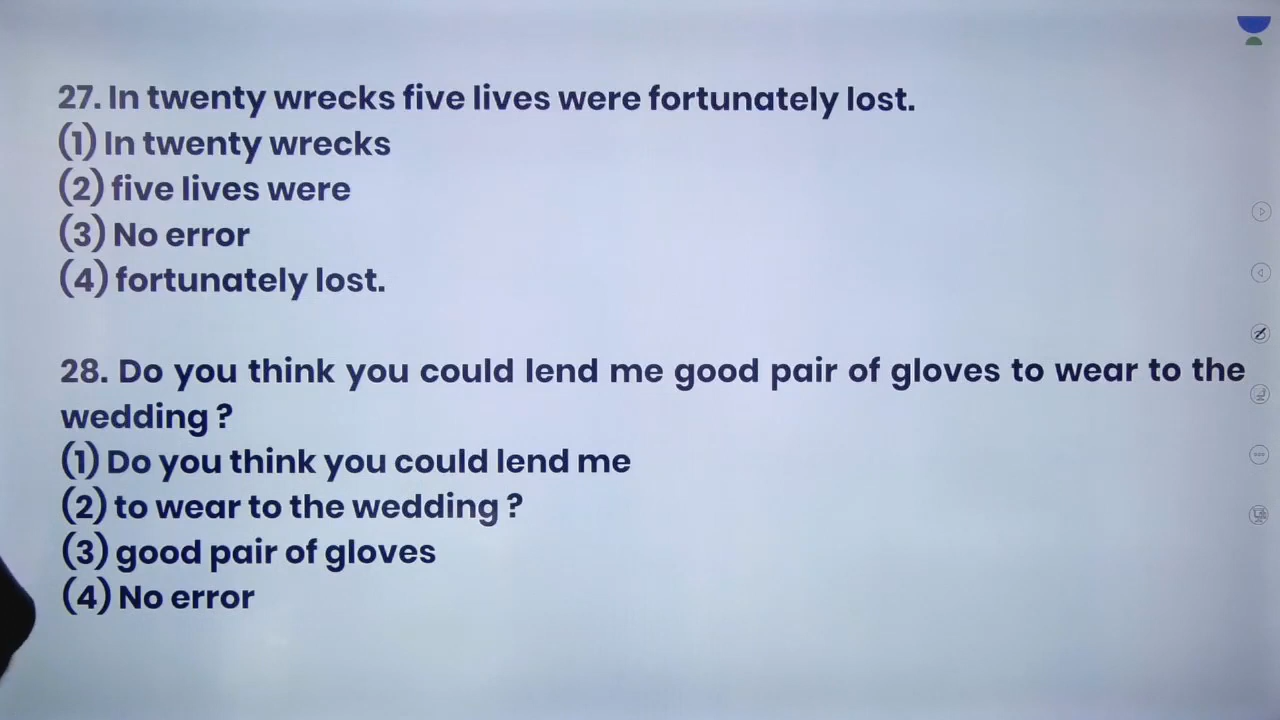 27. In twenty wrecks five lives were fortunately lost.
(1) In twenty wrecks
(2) five lives were
(3) No error
(4) fortunately lost.
28. Do you think you could lend me good pair of gloves to wear to the
wedding ?
(1) Do you think you could lend me
(2) to wear to the wedding ?
(3) good pair of gloves
(4) No error